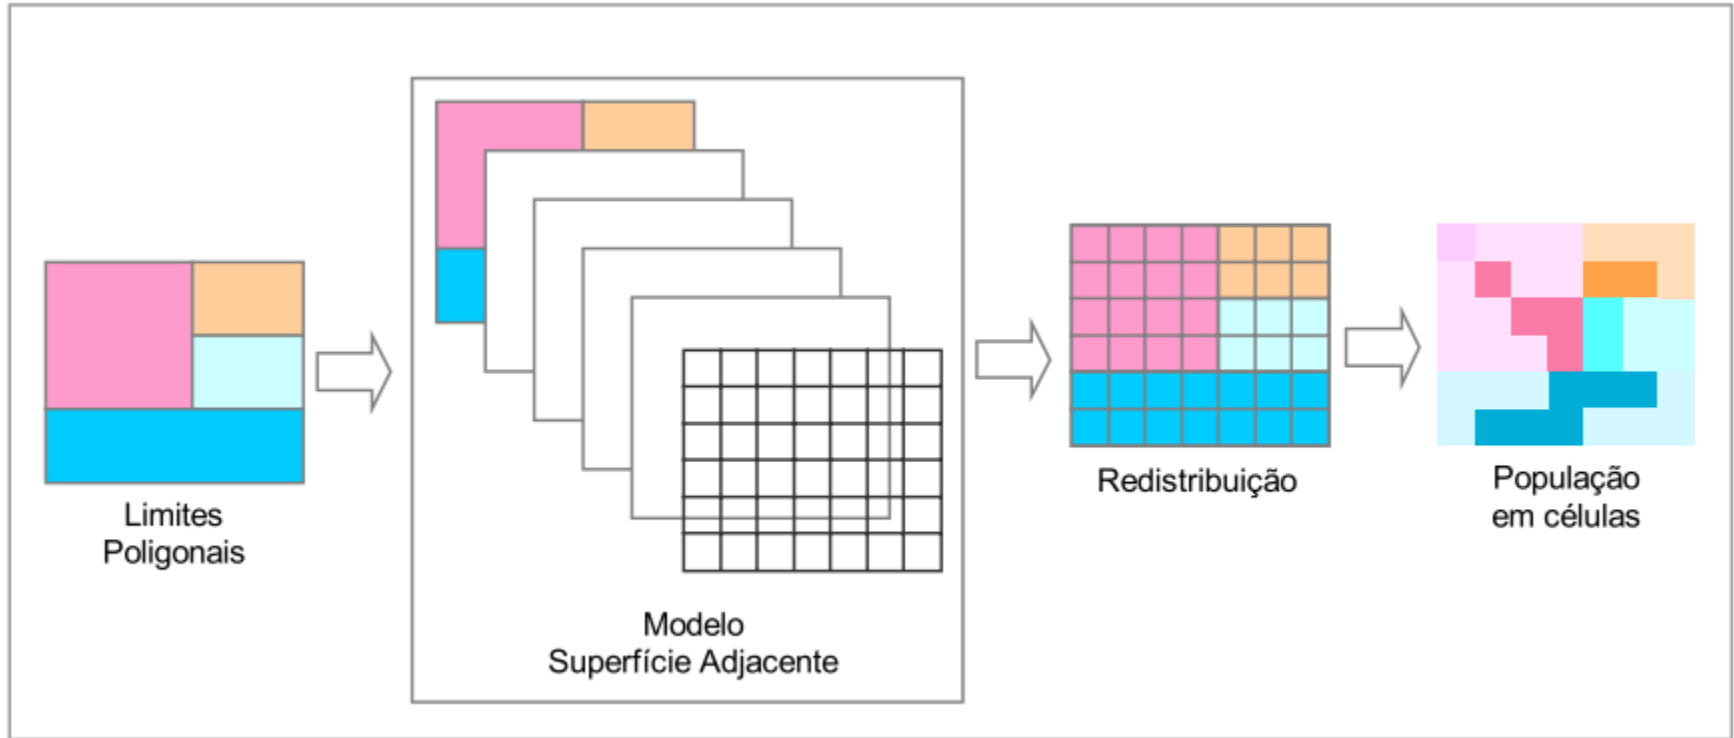 Limites
Poligonais
Modelo
Superfície Adjacente
Redistribuição
População
em células